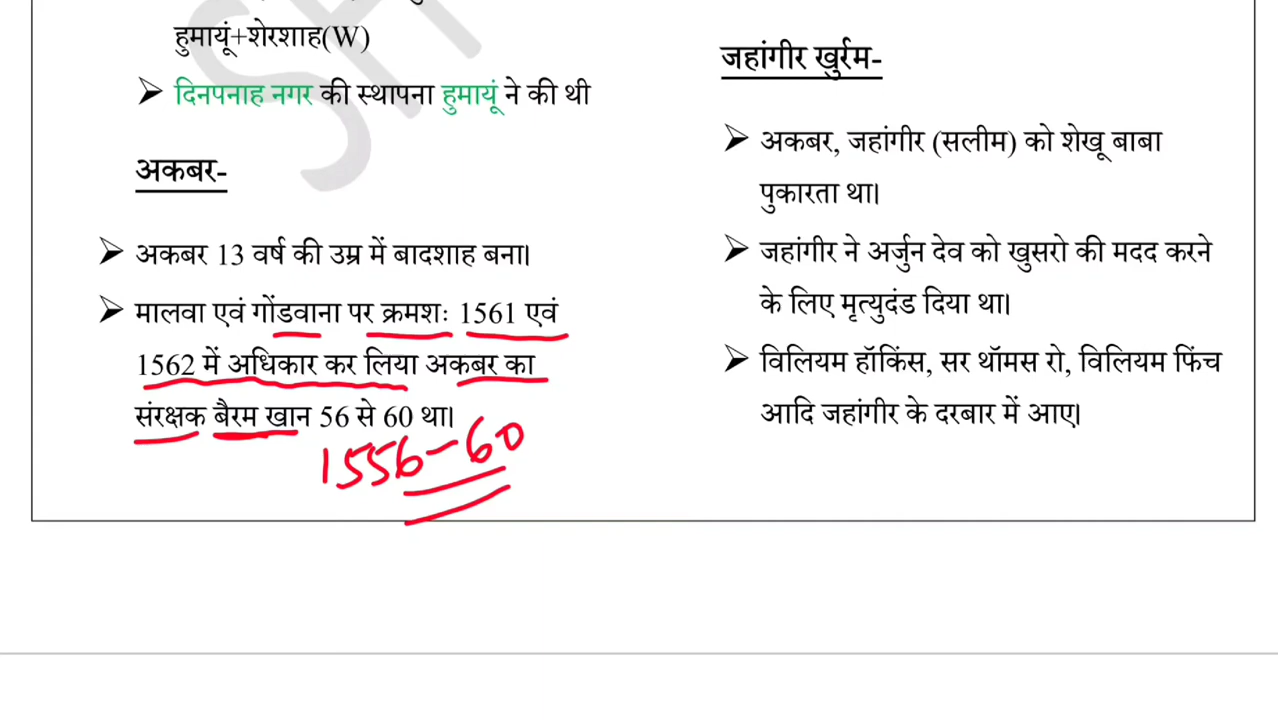 हुमायूं+शेरशाह(W)
➢ दिनपनाह नगर की स्थापना हुमायूं ने की थी
अकबर-
➢ अकबर 13 वर्ष की उम्र में बादशाह बना।
➢ मालवा एवं गोंडवाना पर क्रमशः 1561 एवं
1562 में अधिकार कर लिया अकबर का
संरक्षक बैरम खान 56 से 60 था।
1556-60
जहांगीर खुर्रम-
➢ अकबर, जहांगीर (सलीम) को शेखू बाबा
पुकारता था।
➢ जहांगीर ने अर्जुन देव को खुसरो की मदद करने
के लिए मृत्युदंड दिया था।
➢ विलियम हॉकिंस, सर थॉमस रो, विलियम फिंच
आदि जहांगीर के दरबार में आए।